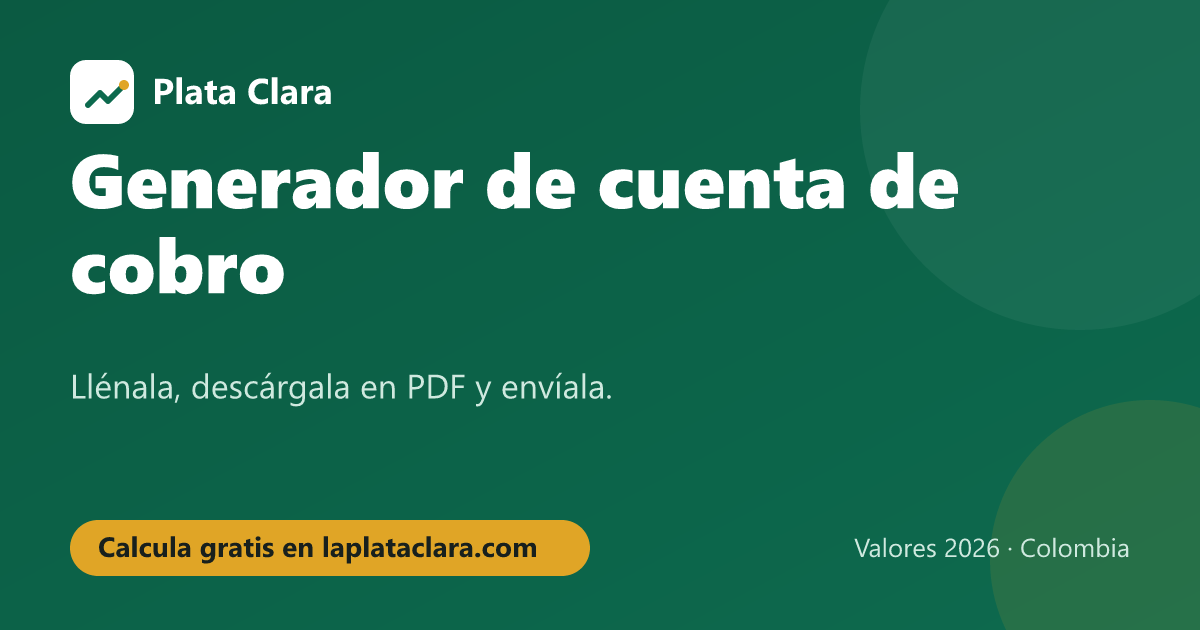 Plata Clara
Generador de cuenta de
cobro
Llénala, descárgala en PDF y envíala.
Calcula gratis en laplataclara.com
Valores 2026 · Colombia